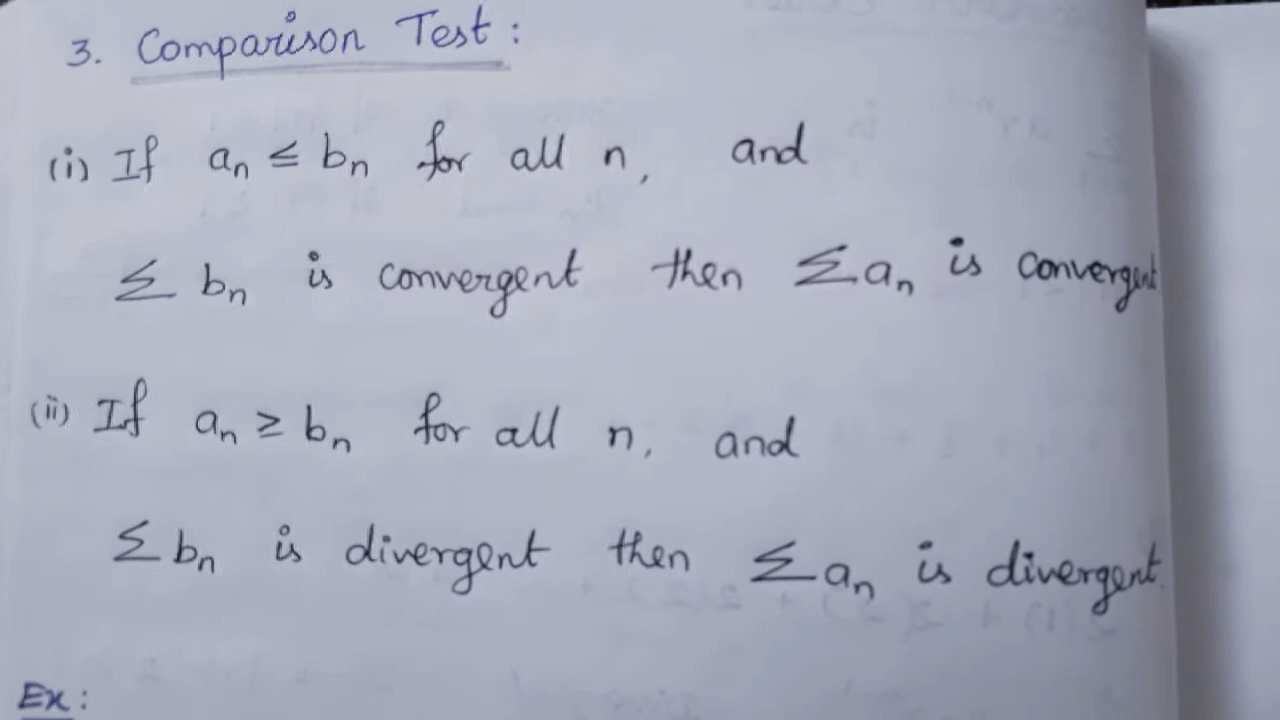 3. Comparison Test :
(i) If aₙ ≤ bₙ for all n, and
Σ bₙ is convergent then Σ aₙ is convergent
(ii) If aₙ ≥ bₙ for all n, and
Σ bₙ is divergent then Σ aₙ is divergent.
Ex :